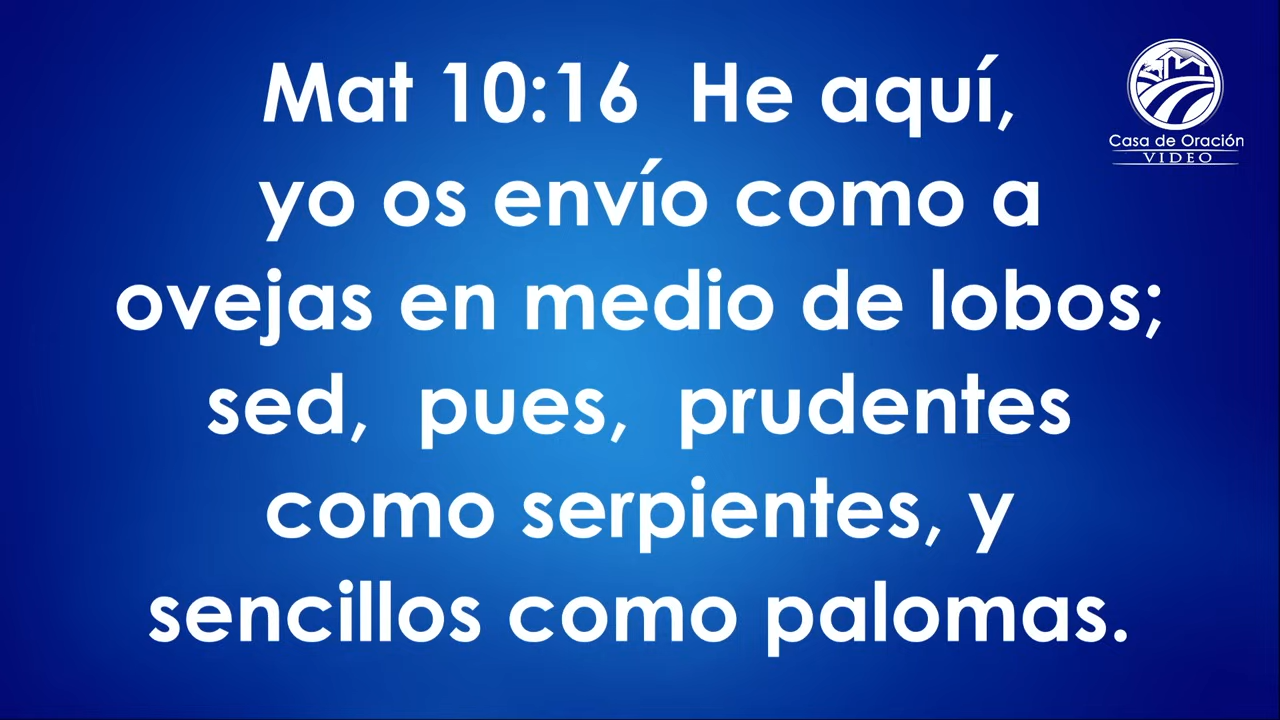 Mat 10:16  He aquí,
yo os envío como a
ovejas en medio de lobos;
sed,  pues,  prudentes
como serpientes, y
sencillos como palomas.
Casa de Oración
VIDEO